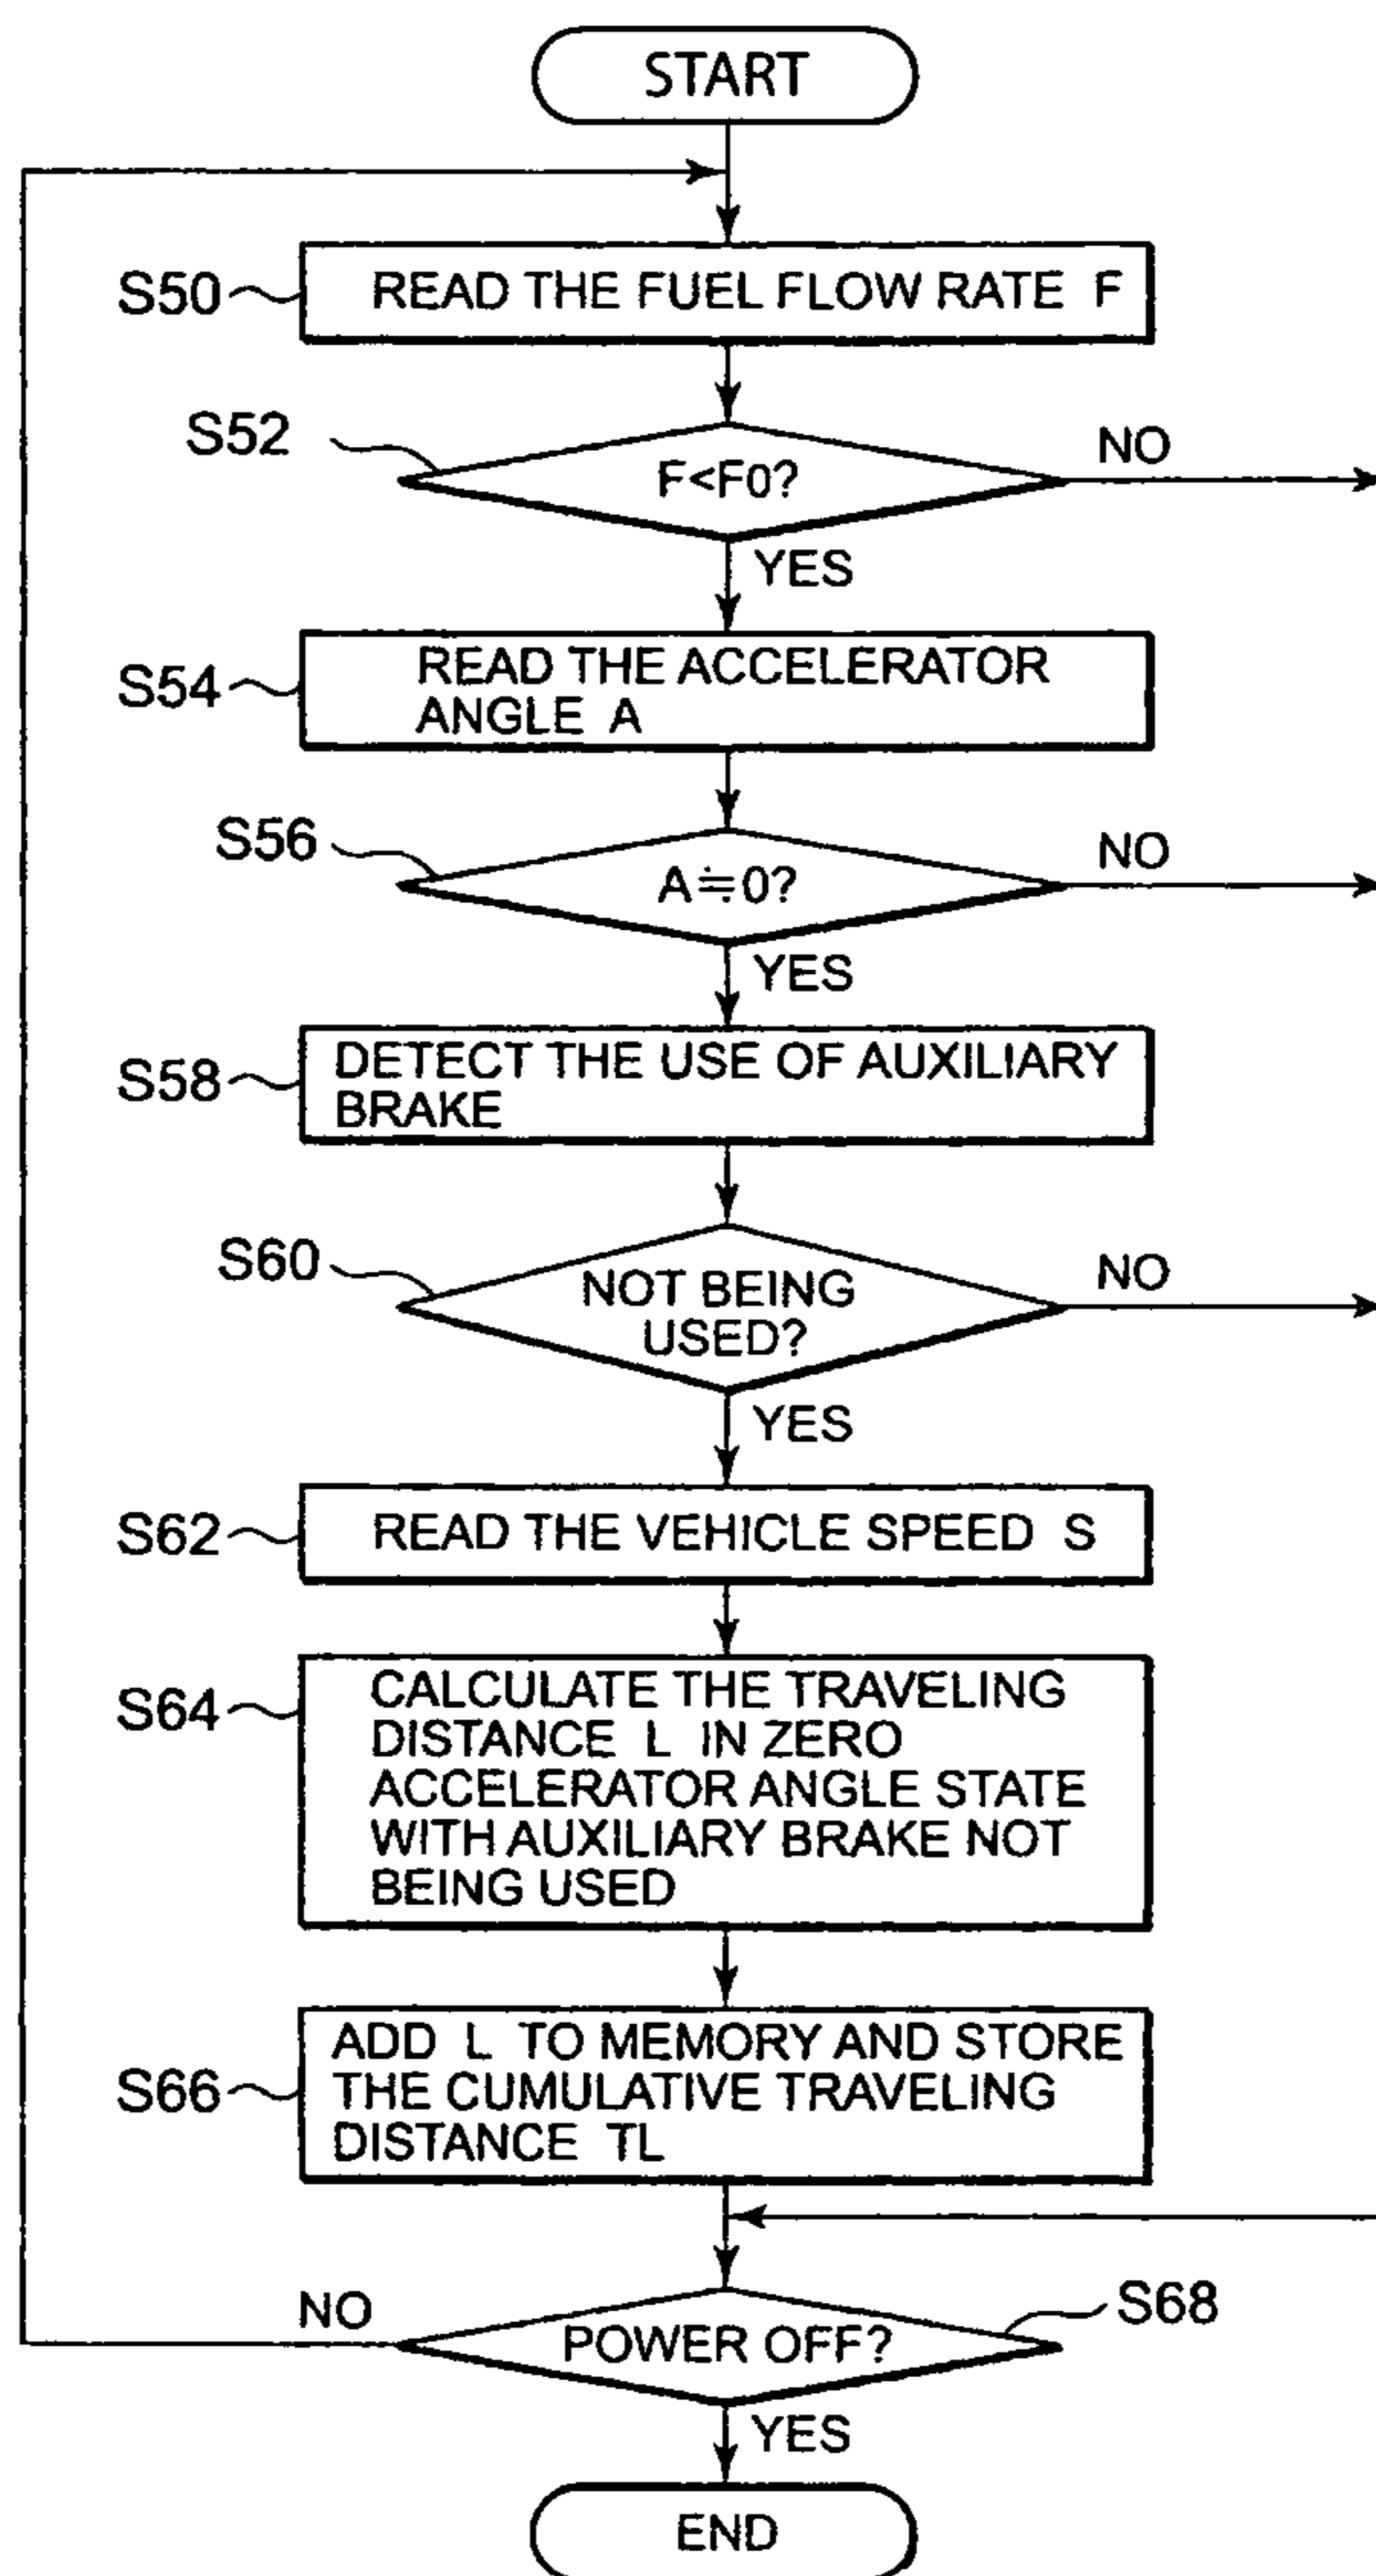 START
S50
READ THE FUEL FLOW RATE F
S52
F<F0?
NO
YES
S54
READ THE ACCELERATOR
ANGLE A
S56
A≒0?
NO
YES
S58
DETECT THE USE OF AUXILIARY
BRAKE
S60
NOT BEING
USED?
NO
YES
S62
READ THE VEHICLE SPEED S
S64
CALCULATE THE TRAVELING
DISTANCE L IN ZERO
ACCELERATOR ANGLE STATE
WITH AUXILIARY BRAKE NOT
BEING USED
S66
ADD L TO MEMORY AND STORE
THE CUMULATIVE TRAVELING
DISTANCE TL
NO
S68
POWER OFF?
YES
END